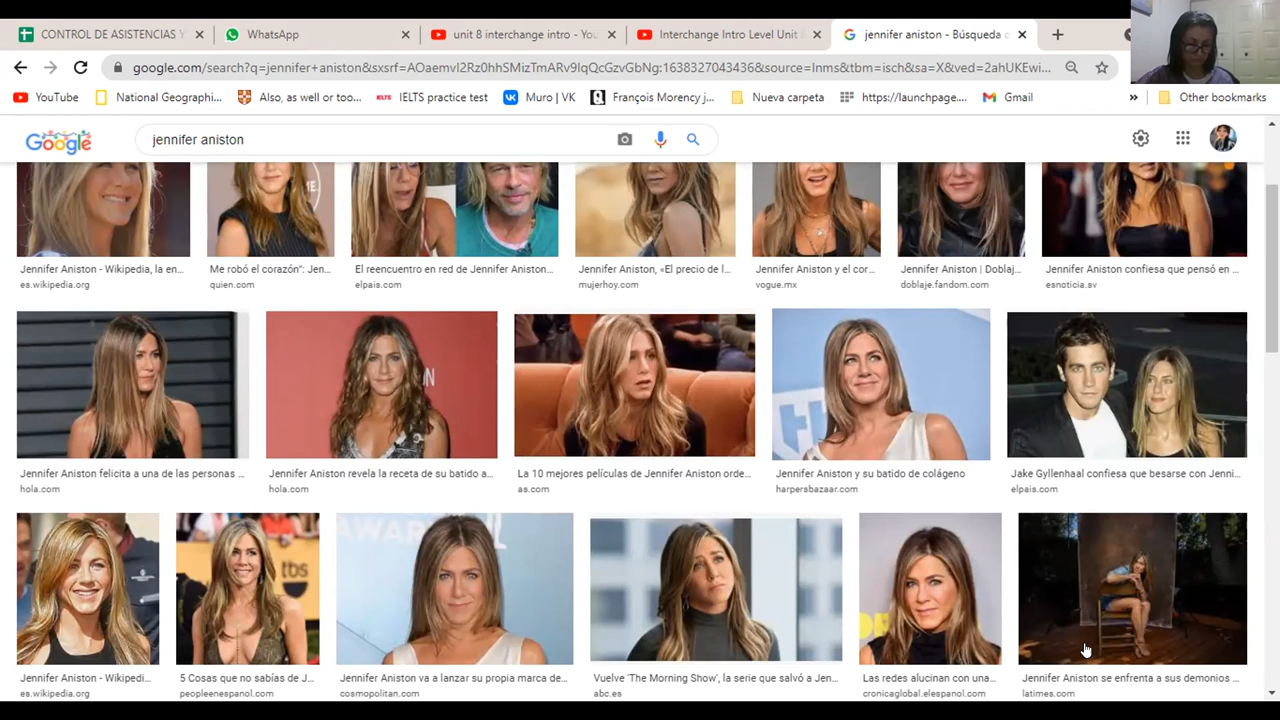 CONTROL DE ASISTENCIAS Y
WhatsApp
unit 8 interchange intro - You
Interchange Intro Level Unit
jennifer aniston - Búsqueda
google.com/search?q=jennifer+aniston&sxsrf=AOaemvI2Rz0hhSMizTmARv9IqQcGzvGbNg:1638327043436&source=lnms&tbm=isch&sa=X&ved=2ahUKEwi...
YouTube
National Geographi...
Also, as well or too...
IELTS
IELTS practice test
Muro | VK
François Morency j...
Nueva carpeta
https://launchpage....
Gmail
»
Other bookmarks
Google
jennifer aniston
Jennifer Aniston - Wikipedia, la en...
es.wikipedia.org
Me robó el corazón": Jen...
quien.com
El reencuentro en red de Jennifer Aniston...
elpais.com
Jennifer Aniston, «El precio de l...
mujerhoy.com
Jennifer Aniston y el cor...
vogue.mx
Jennifer Aniston | Doblaj...
doblaje.fandom.com
Jennifer Aniston confiesa que pensó en ...
esnoticia.sv
Jennifer Aniston felicita a una de las personas ...
hola.com
Jennifer Aniston revela la receta de su batido a...
hola.com
La 10 mejores películas de Jennifer Aniston orde...
as.com
Jennifer Aniston y su batido de colágeno
harpersbazaar.com
Jake Gyllenhaal confiesa que besarse con Jenni...
elpais.com
tbs
Jennifer Aniston - Wikipedi...
es.wikipedia.org
5 Cosas que no sabías de J...
peopleenespanol.com
Jennifer Aniston va a lanzar su propia marca de...
cosmopolitan.com
Vuelve 'The Morning Show', la serie que salvó a Jen...
abc.es
Las redes alucinan con una...
cronicaglobal.elespanol.com
Jennifer Aniston se enfrenta a sus demonios ...
latimes.com